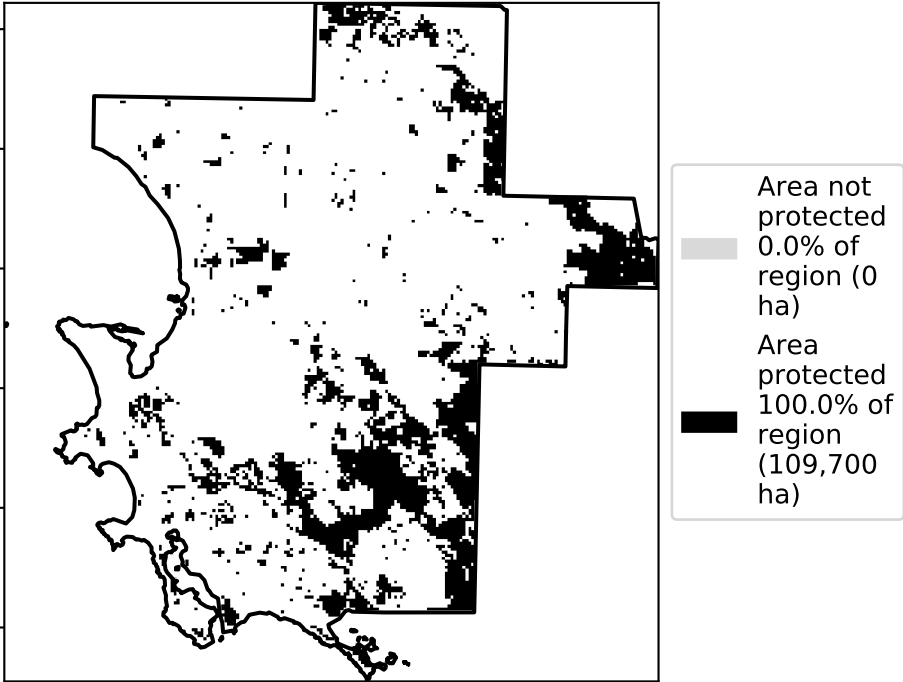 Area not
protected
0.0% of
region (0
ha)
Area
protected
100.0% of
region
(109,700
ha)